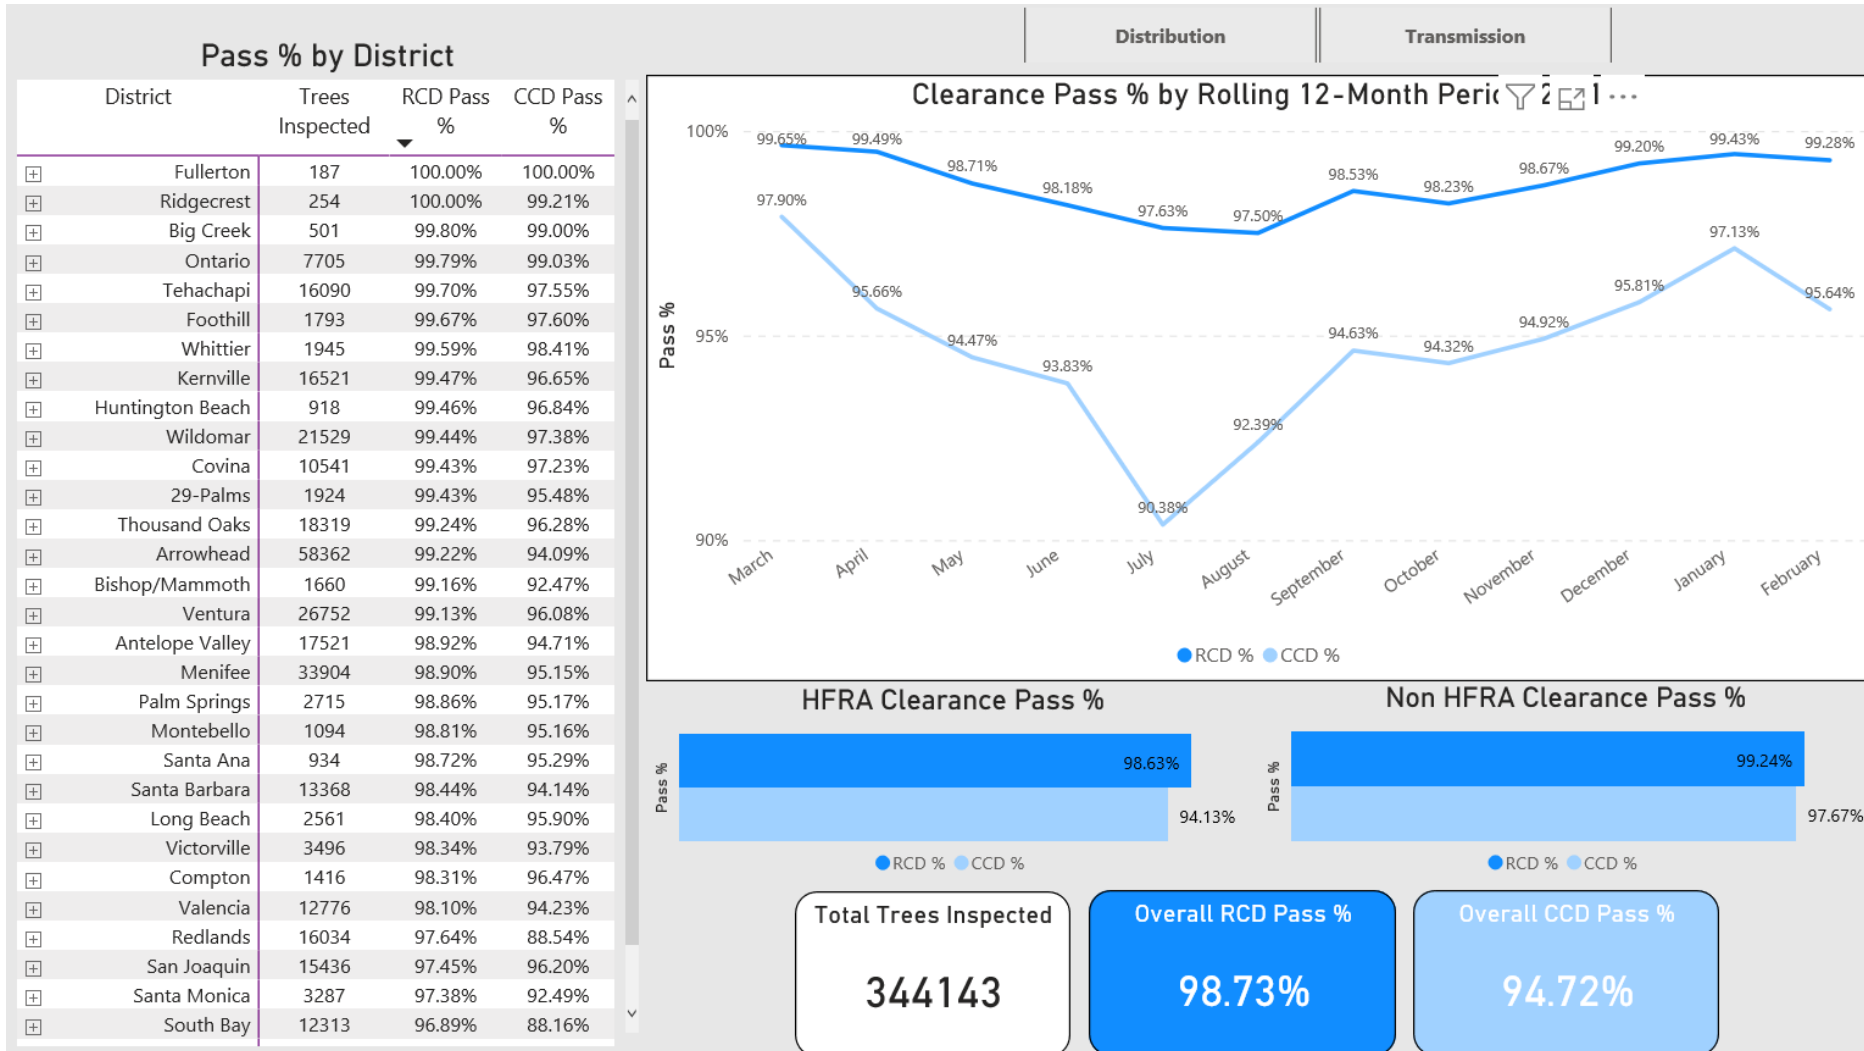 Distribution
Transmission
Pass % by District
District Trees Inspected RCD Pass % CCD Pass %
Fullerton 187 100.00% 100.00%
Ridgecrest 254 100.00% 99.21%
Big Creek 501 99.80% 99.00%
Ontario 7705 99.79% 99.03%
Tehachapi 16090 99.70% 97.55%
Foothill 1793 99.67% 97.60%
Whittier 1945 99.59% 98.41%
Kernville 16521 99.47% 96.65%
Huntington Beach 918 99.46% 96.84%
Wildomar 21529 99.44% 97.38%
Covina 10541 99.43% 97.23%
29-Palms 1924 99.43% 95.48%
Thousand Oaks 18319 99.24% 96.28%
Arrowhead 58362 99.22% 94.09%
Bishop/Mammoth 1660 99.16% 92.47%
Ventura 26752 99.13% 96.08%
Antelope Valley 17521 98.92% 94.71%
Menifee 33904 98.90% 95.15%
Palm Springs 2715 98.86% 95.17%
Montebello 1094 98.81% 95.16%
Santa Ana 934 98.72% 95.29%
Santa Barbara 13368 98.44% 94.14%
Long Beach 2561 98.40% 95.90%
Victorville 3496 98.34% 93.79%
Compton 1416 98.31% 96.47%
Valencia 12776 98.10% 94.23%
Redlands 16034 97.64% 88.54%
San Joaquin 15436 97.45% 96.20%
Santa Monica 3287 97.38% 92.49%
South Bay 12313 96.89% 88.16%
Clearance Pass % by Rolling 12-Month
Pass %
100%
95%
90%
99.65% 99.49% 98.71% 98.18% 97.63% 97.50% 98.53% 98.23% 98.67% 99.20% 99.43% 99.28%
97.90% 95.66% 94.47% 93.83% 90.38% 92.39% 94.63% 94.32% 94.92% 95.81% 97.13% 95.64%
March April May June July August September October November December January February
RCD % CCD %
HFRA Clearance Pass %
Pass %
98.63%
94.13%
RCD % CCD %
Non HFRA Clearance Pass %
Pass %
99.24%
97.67%
RCD % CCD %
Total Trees Inspected
344143
Overall RCD Pass %
98.73%
Overall CCD Pass %
94.72%